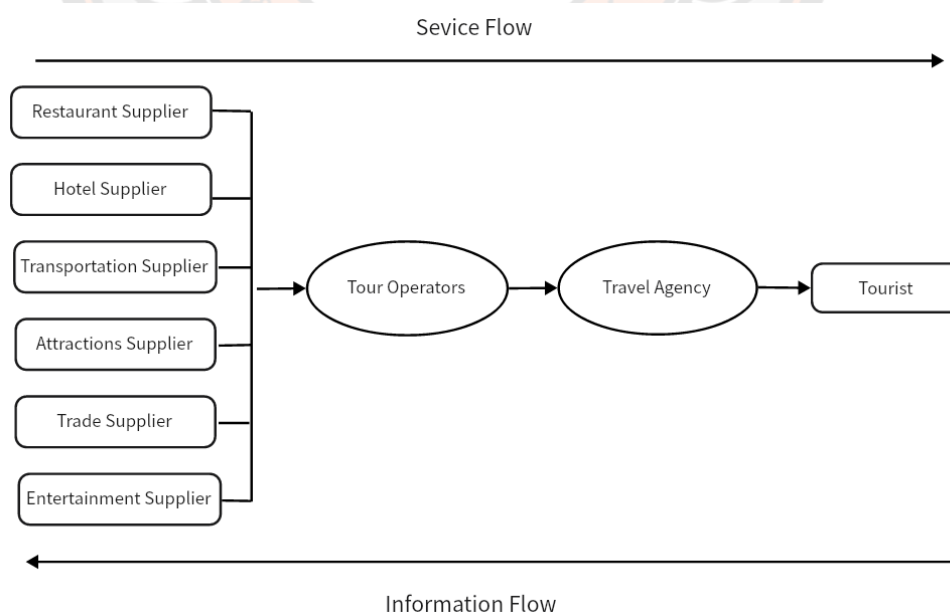 Sevice Flow
Restaurant Supplier
Hotel Supplier
Transportation Supplier
Attractions Supplier
Trade Supplier
Entertainment Supplier
Tour Operators
Travel Agency
Tourist
Information Flow